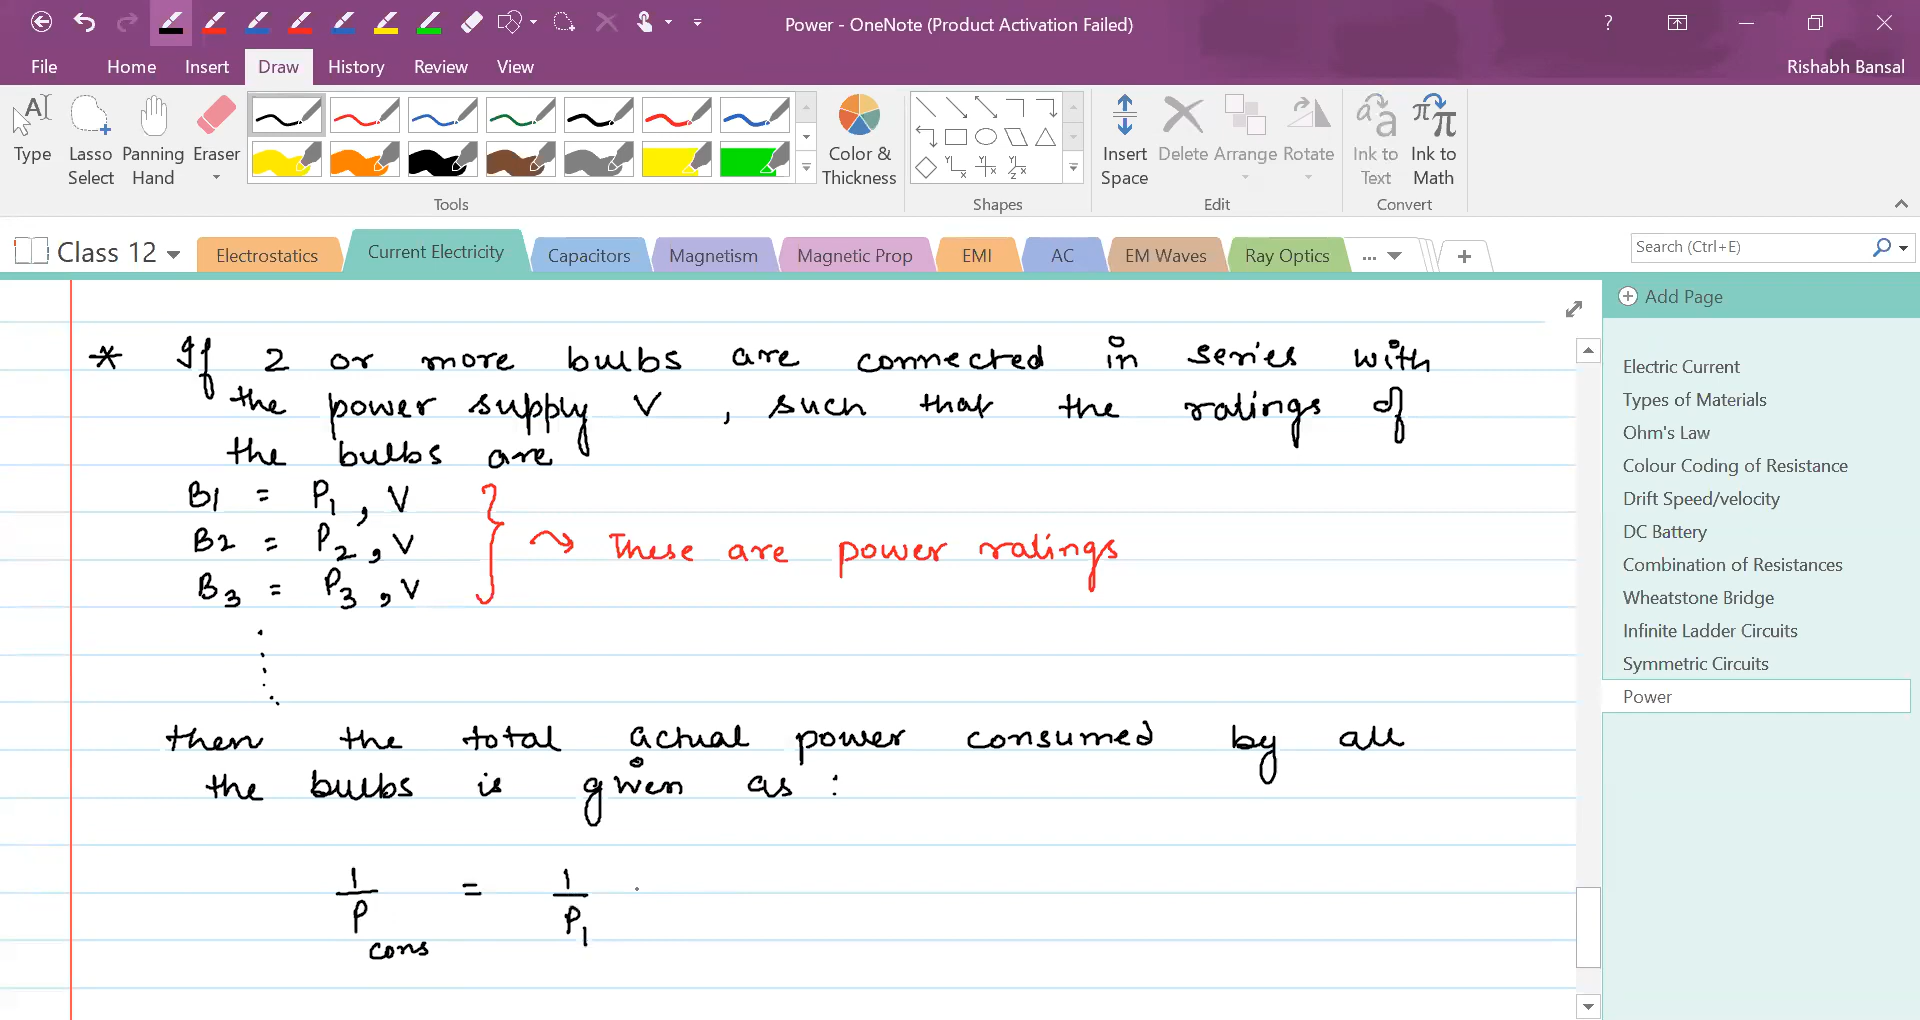 Power - OneNote (Product Activation Failed)
?
File Home Insert Draw History Review View
Rishabh Bansal
Type
Lasso Select
Panning Hand
Eraser
Color & Thickness
Insert Space
Delete
Arrange
Rotate
Ink to Text
Ink to Math
Tools
Shapes
Edit
Convert
Class 12
Electrostatics
Current Electricity
Capacitors
Magnetism
Magnetic Prop
EMI
AC
EM Waves
Ray Optics
...
Search (Ctrl+E)
Add Page
Electric Current
Types of Materials
Ohm's Law
Colour Coding of Resistance
Drift Speed/velocity
DC Battery
Combination of Resistances
Wheatstone Bridge
Infinite Ladder Circuits
Symmetric Circuits
Power
* If 2 or more bulbs are connected in series with
the power supply V , such that the ratings of
the bulbs are
B1 = P1 , V
B2 = P2 , V
B3 = P3 , V
These are power ratings
then the total actual power consumed by all
the bulbs is given as :
1/Pcons = 1/P1